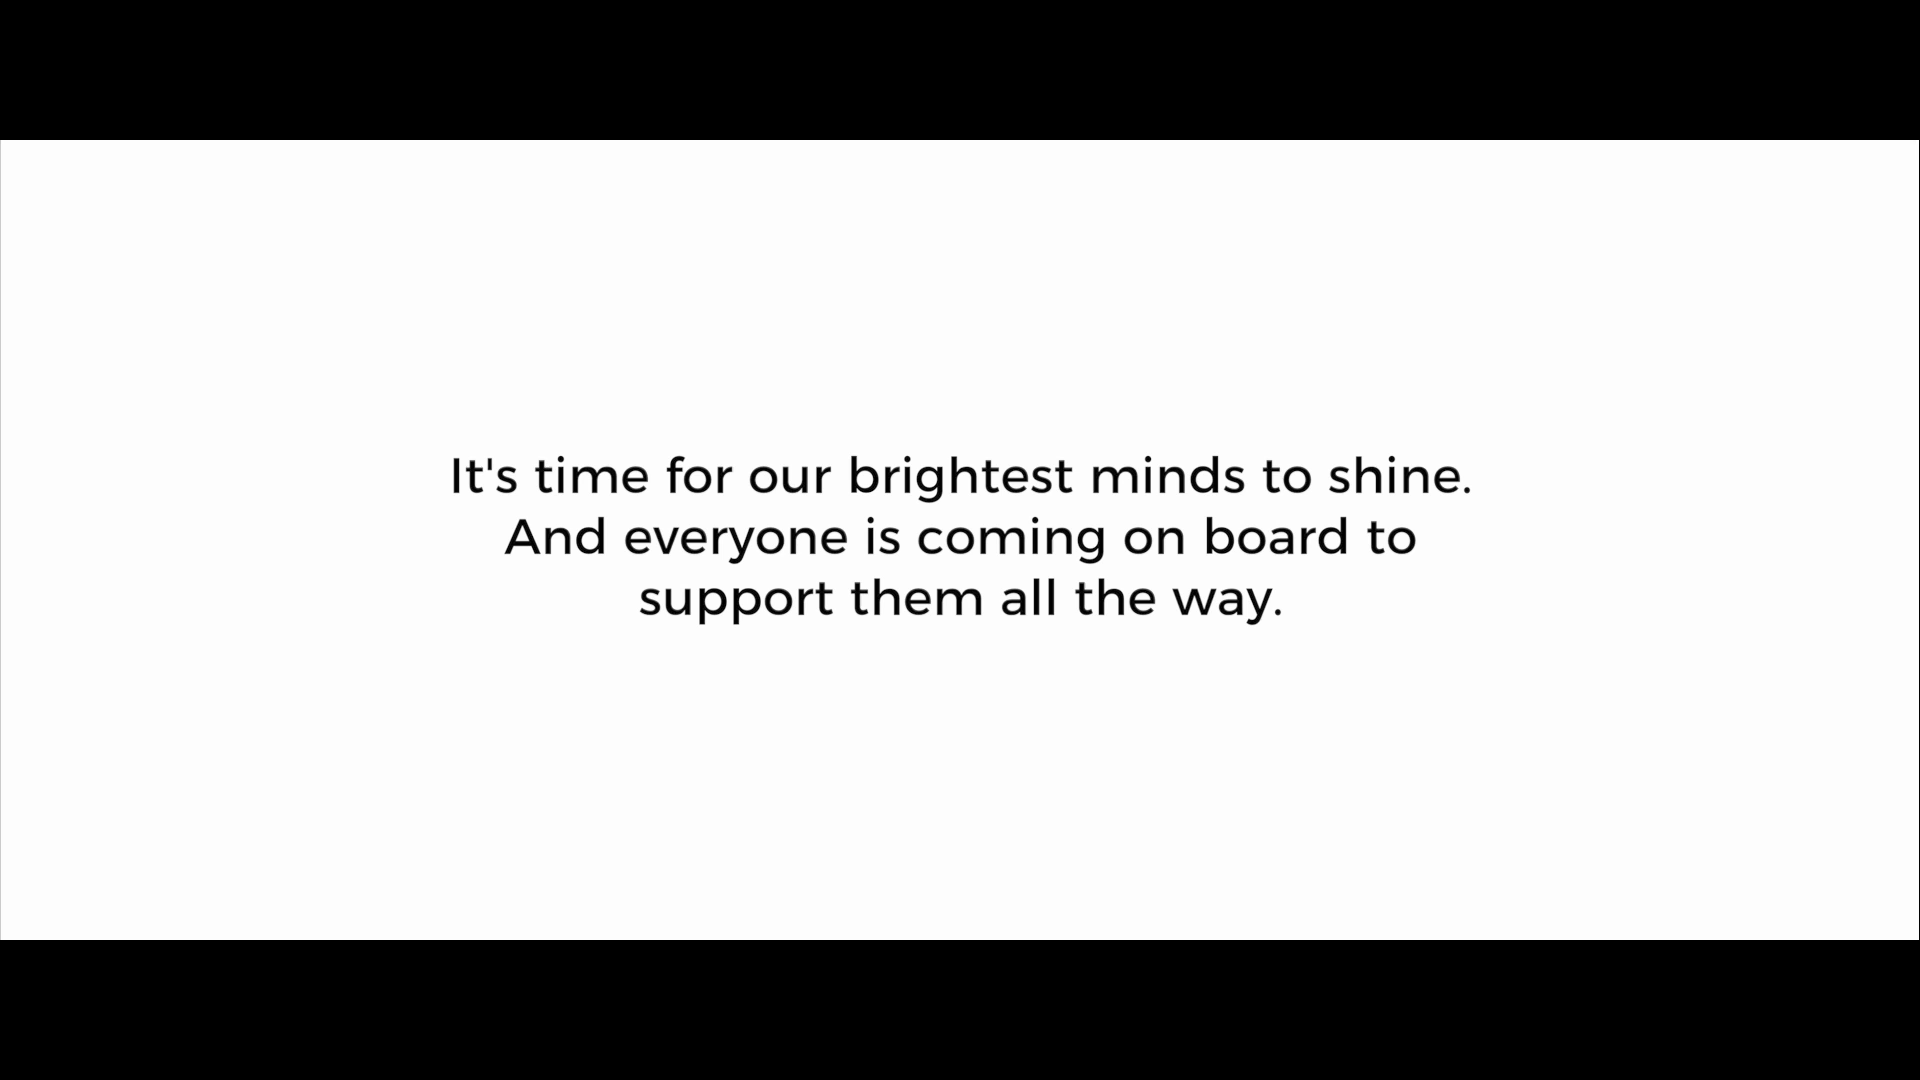 It's time for our brightest minds to shine.
And everyone is coming on board to
support them all the way.